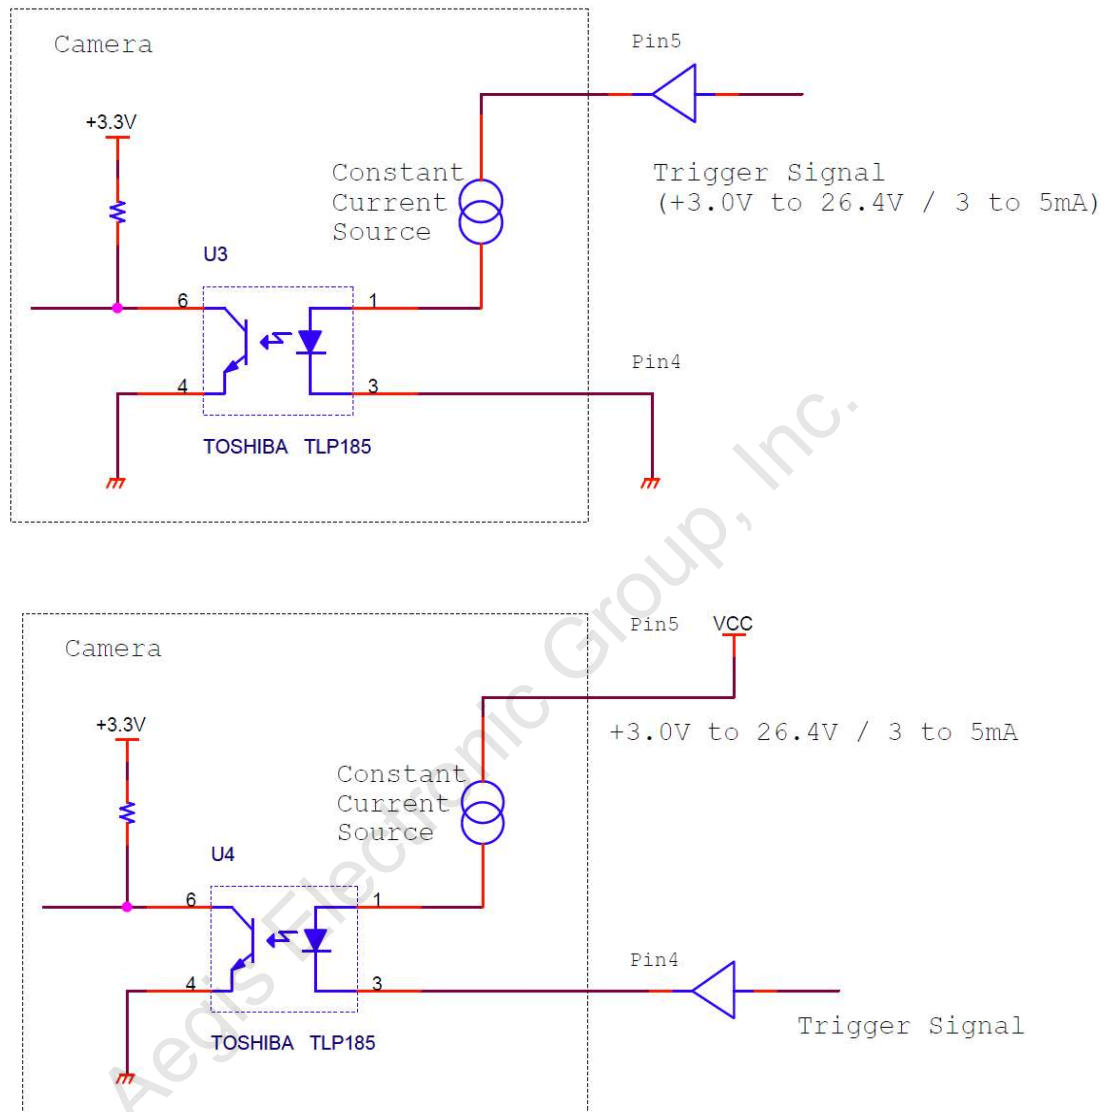 Camera
Pin5
+3.3V
Constant
Current
Source
Trigger Signal
(+3.0V to 26.4V / 3 to 5mA)
U3
6
1
Pin4
4
3
TOSHIBA TLP185
Camera
Pin5
VCC
+3.3V
+3.0V to 26.4V / 3 to 5mA
Constant
Current
Source
U4
6
1
Pin4
4
3
Trigger Signal
TOSHIBA TLP185
Aegis Electronic Group, Inc.